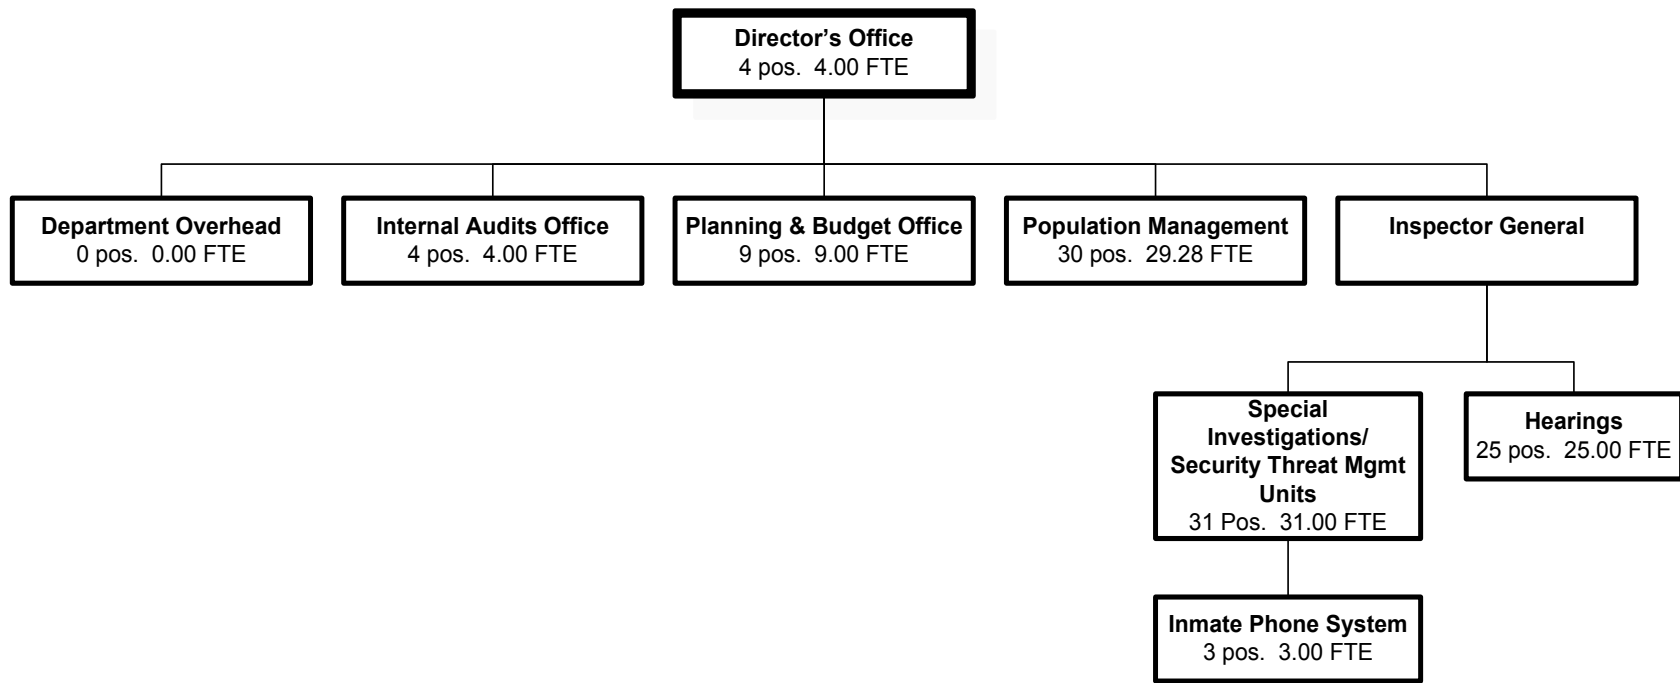 Director’s Office
4 pos.  4.00 FTE
Department Overhead
0 pos.  0.00 FTE
Internal Audits Office
4 pos.  4.00 FTE
Planning & Budget Office
9 pos.  9.00 FTE
Population Management
30 pos.  29.28 FTE
Inspector General
Special
Investigations/
Security Threat Mgmt
Units
31 Pos.  31.00 FTE
Hearings
25 pos.  25.00 FTE
Inmate Phone System
3 pos.  3.00 FTE